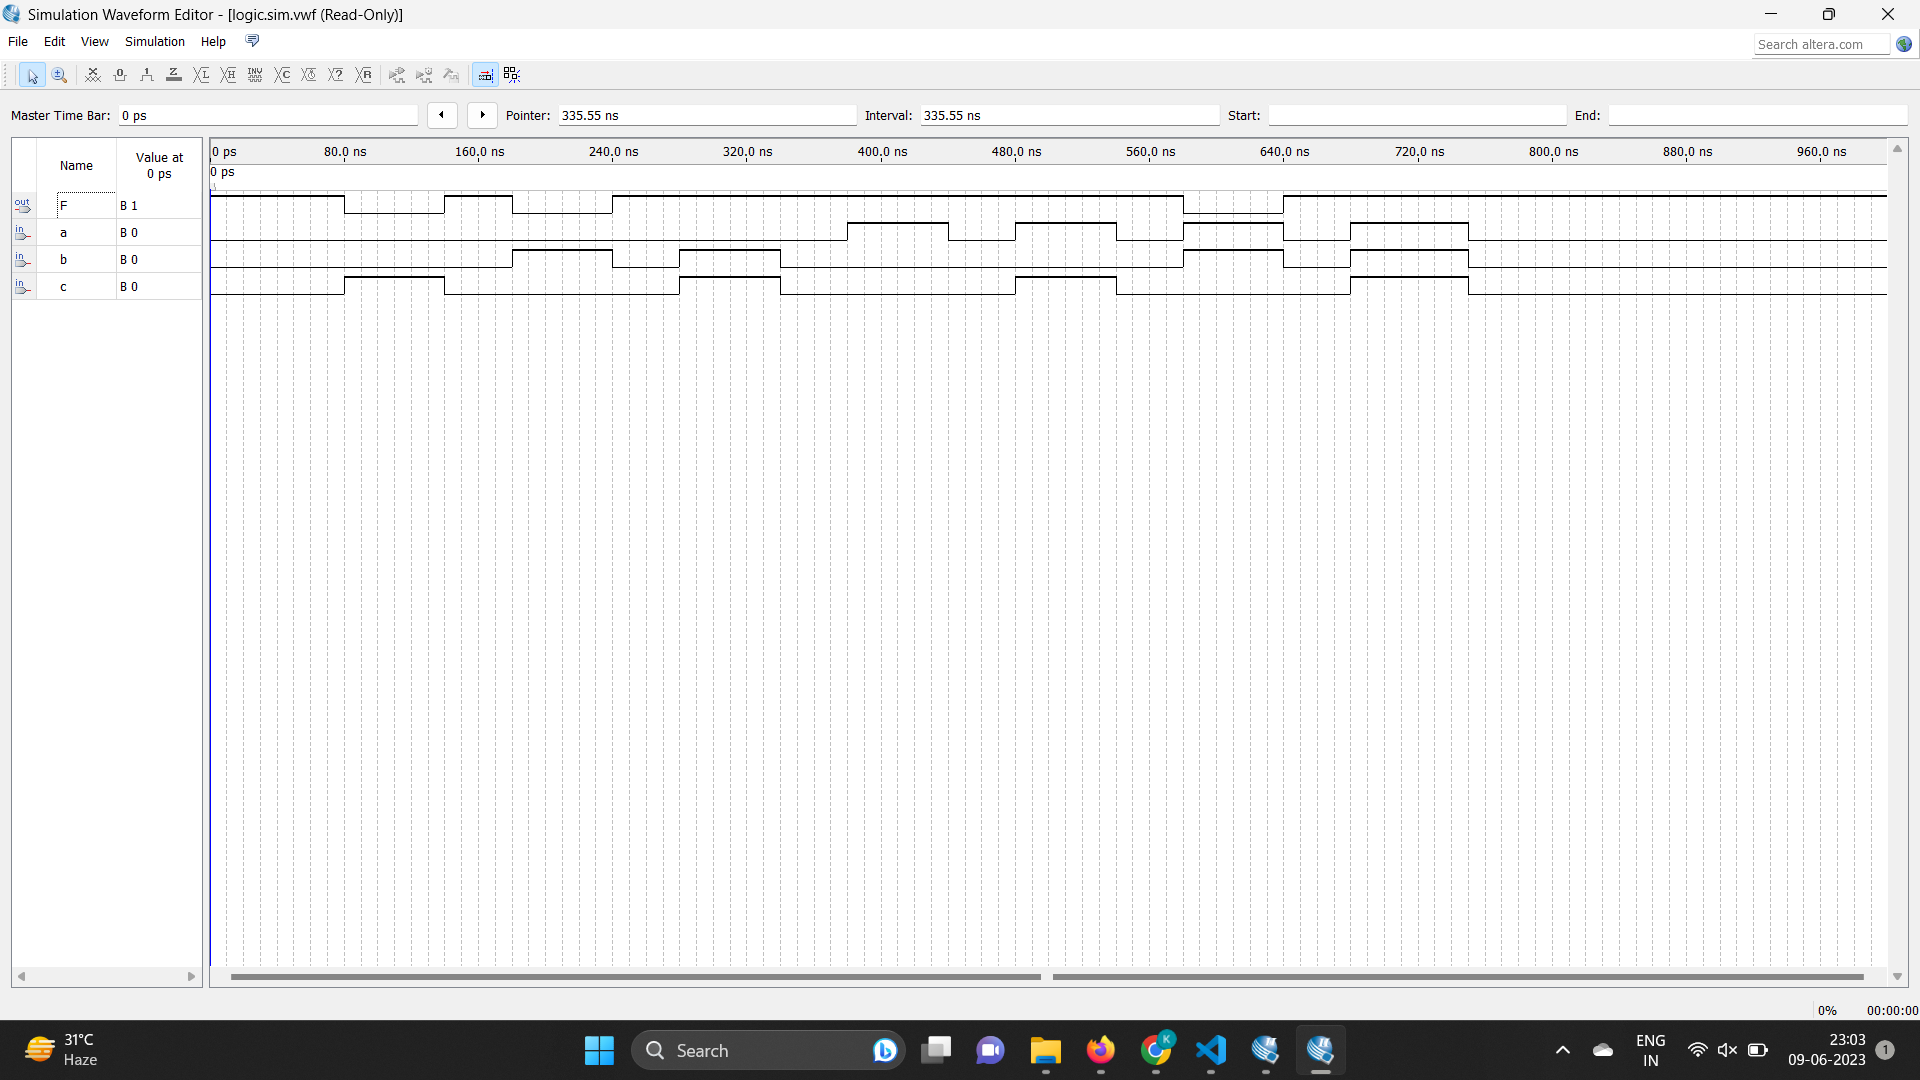 Simulation Waveform Editor - [logic.sim.vwf (Read-Only)]
File Edit View Simulation Help
Search altera.com
Master Time Bar: 0 ps Pointer: 335.55 ns Interval: 335.55 ns Start: End:
Name Value at 0 ps
0 ps 80.0 ns 160.0 ns 240.0 ns 320.0 ns 400.0 ns 480.0 ns 560.0 ns 640.0 ns 720.0 ns 800.0 ns 880.0 ns 960.0 ns
0 ps
out F B 1
in a B 0
in b B 0
in c B 0
0% 00:00:00
31°C
Haze
Search
K
ENG
IN
23:03
09-06-2023
1